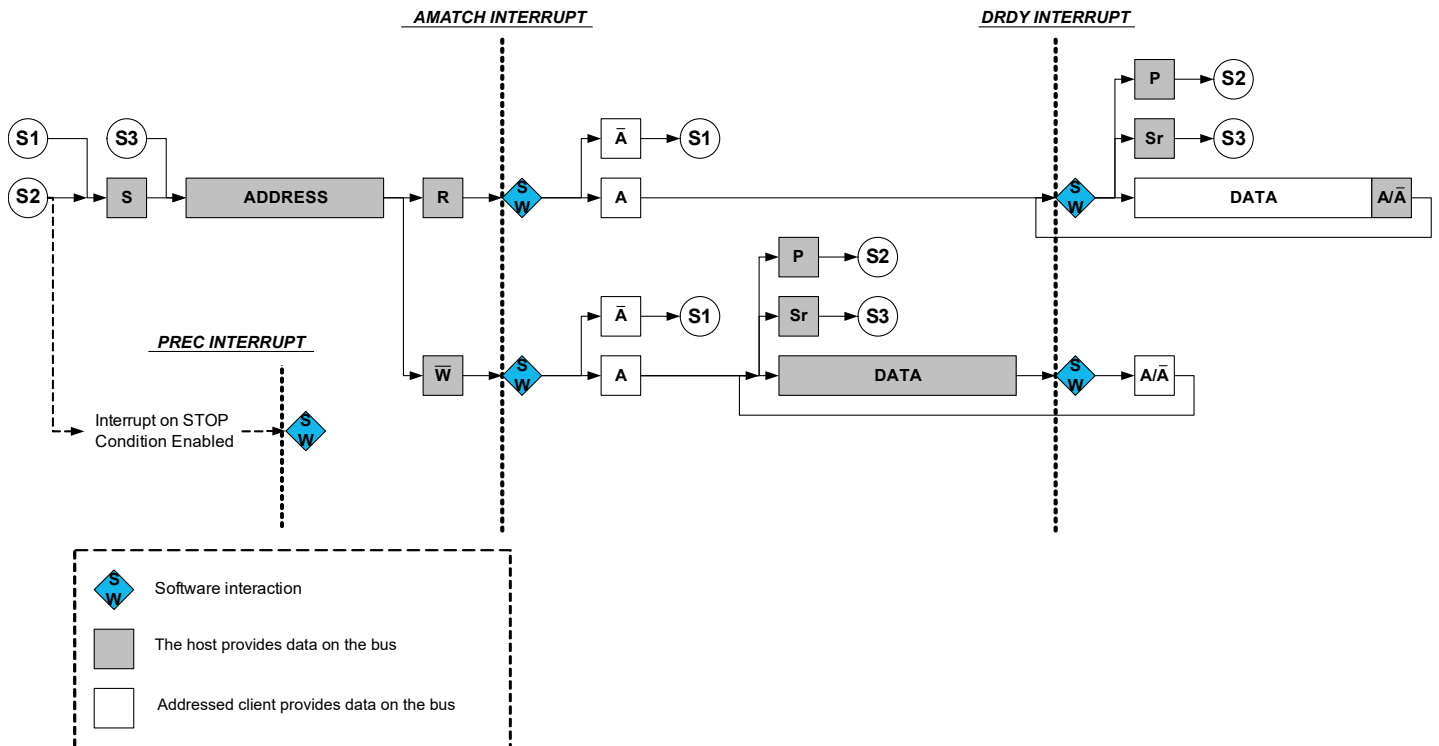 AMATCH INTERRUPT
DRDY INTERRUPT
P
S2
S1
S3
A̅
S1
Sr
S3
S2
S
ADDRESS
R
S
W
A
S
W
DATA
A/A̅
P
S2
A̅
S1
Sr
S3
PREC INTERRUPT
W̅
S
W
A
DATA
S
W
A/A̅
Interrupt on STOP
Condition Enabled
S
W
S
W
Software interaction
The host provides data on the bus
Addressed client provides data on the bus